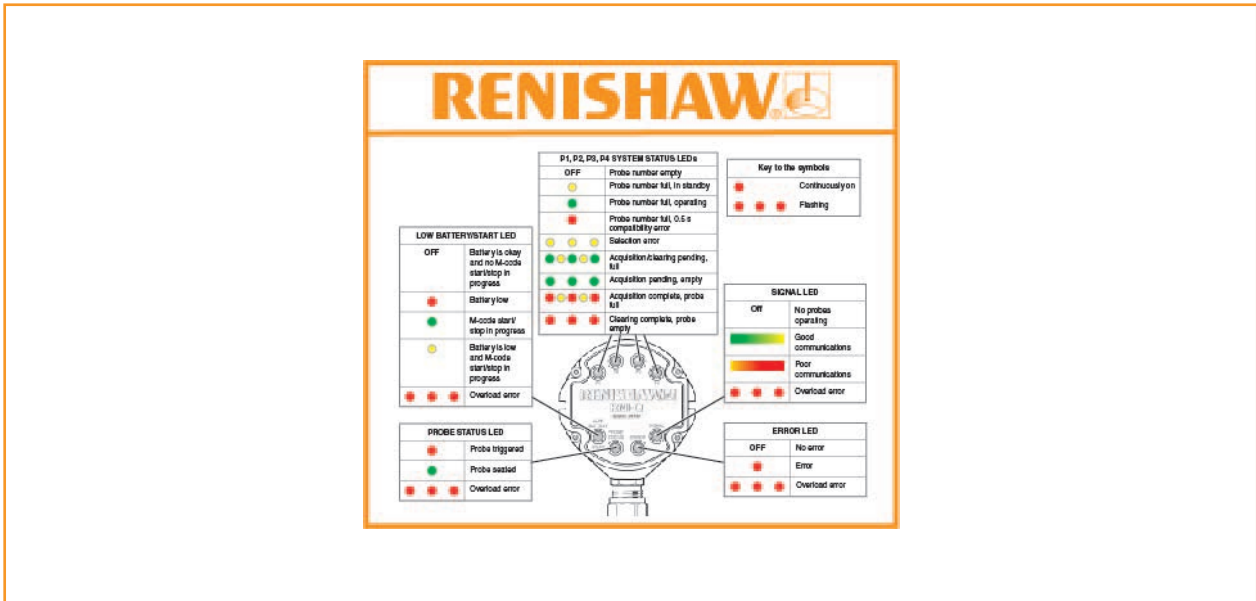 RENISHAW
P1, P2, P3, P4 SYSTEM STATUS LEDs
OFF Probe number empty
Probe number full, in standby
Probe number full, operating
Probe number full, 0.5 s
compatibility error
Selection error
Acquisition/clearing pending,
full
Acquisition pending, empty
Acquisition complete, probe
full
Clearing complete, probe
empty
Key to the symbols
Continuously on
Flashing
LOW BATTERY/START LED
OFF Battery is okay
and no M-code
start/stop in
progress
Battery low
M-code start/
stop in progress
Battery is low
and M-code
start/stop in
progress
Overload error
SIGNAL LED
Off No probes
operating
Good
communications
Poor
communications
Overload error
RENISHAW
PROBE STATUS LED
Probe triggered
Probe seated
Overload error
ERROR LED
OFF No error
Error
Overload error